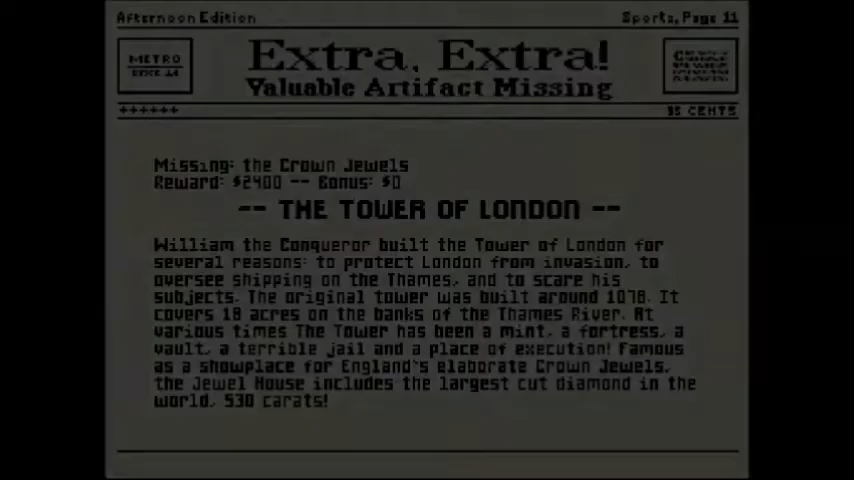 Afternoon Edition
Sports, Page 11
METRO
Extra, Extra!
Valuable Artifact Missing
++++++
35 CENTS
Missing: the Crown Jewels
Reward: $2400 -- Bonus: $0
-- THE TOWER OF LONDON --
William the Conqueror built the Tower of London for
several reasons: to protect London from invasion, to
oversee shipping on the Thames, and to scare his
subjects. The original tower was built around 1078. It
covers 18 acres on the banks of the Thames River. At
various times The Tower has been a mint, a fortress, a
vault, a terrible jail and a place of execution! Famous
as a showplace for England's elaborate Crown Jewels,
the Jewel House includes the largest cut diamond in the
world, 530 carats!